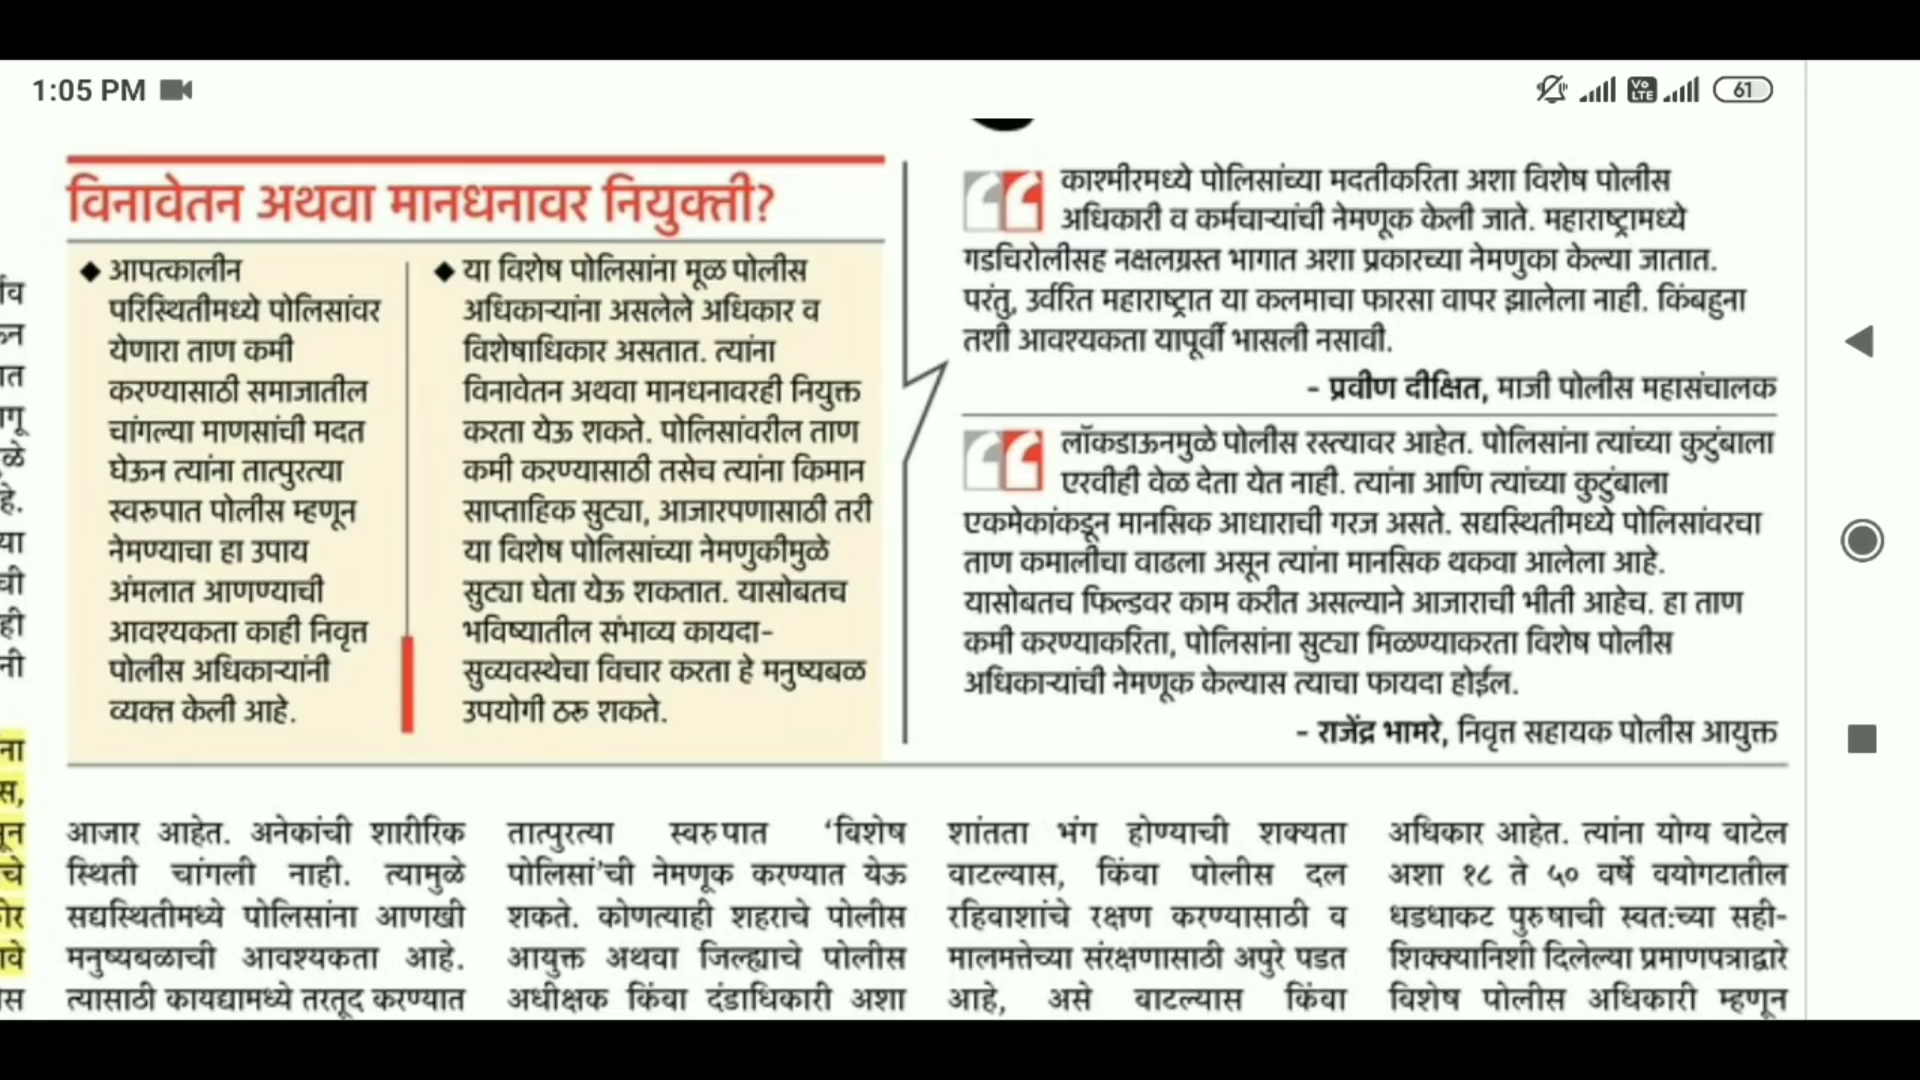 1:05 PM
Vo
LTE
61
विनावेतन अथवा मानधनावर नियुक्ती?
◆ आपत्कालीन
परिस्थितीमध्ये पोलिसांवर
येणारा ताण कमी
करण्यासाठी समाजातील
चांगल्या माणसांची मदत
घेऊन त्यांना तात्पुरत्या
स्वरूपात पोलीस म्हणून
नेमण्याचा हा उपाय
अंमलात आणण्याची
आवश्यकता काही निवृत्त
पोलीस अधिकाऱ्यांनी
व्यक्त केली आहे.
◆ या विशेष पोलिसांना मूळ पोलीस
अधिकाऱ्यांना असलेले अधिकार व
विशेषाधिकार असतात. त्यांना
विनावेतन अथवा मानधनावरही नियुक्त
करता येऊ शकते. पोलिसांवरील ताण
कमी करण्यासाठी तसेच त्यांना किमान
साप्ताहिक सुट्या, आजारपणासाठी तरी
या विशेष पोलिसांच्या नेमणुकीमुळे
सुट्या घेता येऊ शकतात. यासोबतच
भविष्यातील संभाव्य कायदा-
सुव्यवस्थेचा विचार करता हे मनुष्यबळ
उपयोगी ठरू शकते.
काश्मीरमध्ये पोलिसांच्या मदतीकरिता अशा विशेष पोलीस
अधिकारी व कर्मचाऱ्यांची नेमणूक केली जाते. महाराष्ट्रामध्ये
गडचिरोलीसह नक्षलग्रस्त भागात अशा प्रकारच्या नेमणुका केल्या जातात.
परंतु, उर्वरित महाराष्ट्रात या कलमाचा फारसा वापर झालेला नाही. किंबहुना
तशी आवश्यकता यापूर्वी भासली नसावी.
- प्रवीण दीक्षित, माजी पोलीस महासंचालक
लॉकडाऊनमुळे पोलीस रस्त्यावर आहेत. पोलिसांना त्यांच्या कुटुंबाला
एरवीही वेळ देता येत नाही. त्यांना आणि त्यांच्या कुटुंबाला
एकमेकांकडून मानसिक आधाराची गरज असते. सद्यस्थितीमध्ये पोलिसांवरचा
ताण कमालीचा वाढला असून त्यांना मानसिक थकवा आलेला आहे.
यासोबतच फिल्डवर काम करीत असल्याने आजाराची भीती आहेच. हा ताण
कमी करण्याकरिता, पोलिसांना सुट्या मिळण्याकरता विशेष पोलीस
अधिकाऱ्यांची नेमणूक केल्यास त्याचा फायदा होईल.
- राजेंद्र भामरे, निवृत्त सहायक पोलीस आयुक्त
आजार आहेत. अनेकांची शारीरिक
स्थिती चांगली नाही. त्यामुळे
सद्यस्थितीमध्ये पोलिसांना आणखी
मनुष्यबळाची आवश्यकता आहे.
त्यासाठी कायद्यामध्ये तरतूद करण्यात
तात्पुरत्या स्वरुपात ‘विशेष
पोलिसां’ची नेमणूक करण्यात येऊ
शकते. कोणत्याही शहराचे पोलीस
आयुक्त अथवा जिल्ह्याचे पोलीस
अधीक्षक किंवा दंडाधिकारी अशा
शांतता भंग होण्याची शक्यता
वाटल्यास, किंवा पोलीस दल
रहिवाशांचे रक्षण करण्यासाठी व
मालमत्तेच्या संरक्षणासाठी अपुरे पडत
आहे, असे वाटल्यास किंवा
अधिकार आहेत. त्यांना योग्य वाटेल
अशा १८ ते ५० वर्षे वयोगटातील
धडधाकट पुरुषाची स्वत:च्या सही-
शिक्क्यानिशी दिलेल्या प्रमाणपत्राद्वारे
विशेष पोलीस अधिकारी म्हणून